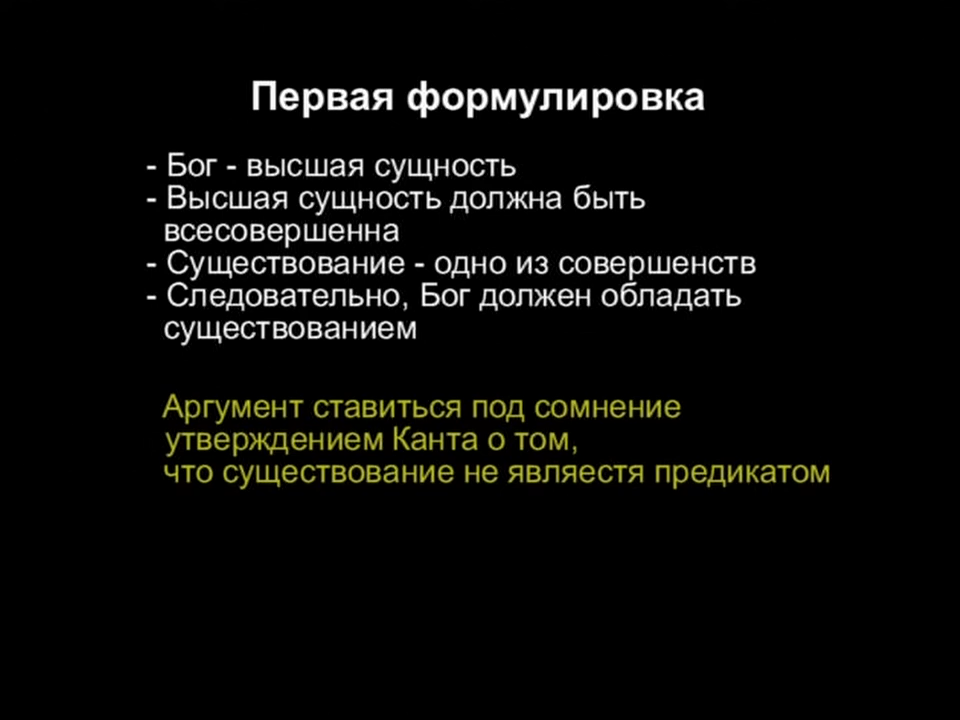 Первая формулировка
- Бог - высшая сущность
- Высшая сущность должна быть
всесовершенна
- Существование - одно из совершенств
- Следовательно, Бог должен обладать
существованием
Аргумент ставиться под сомнение
утверждением Канта о том,
что существование не являестя предикатом